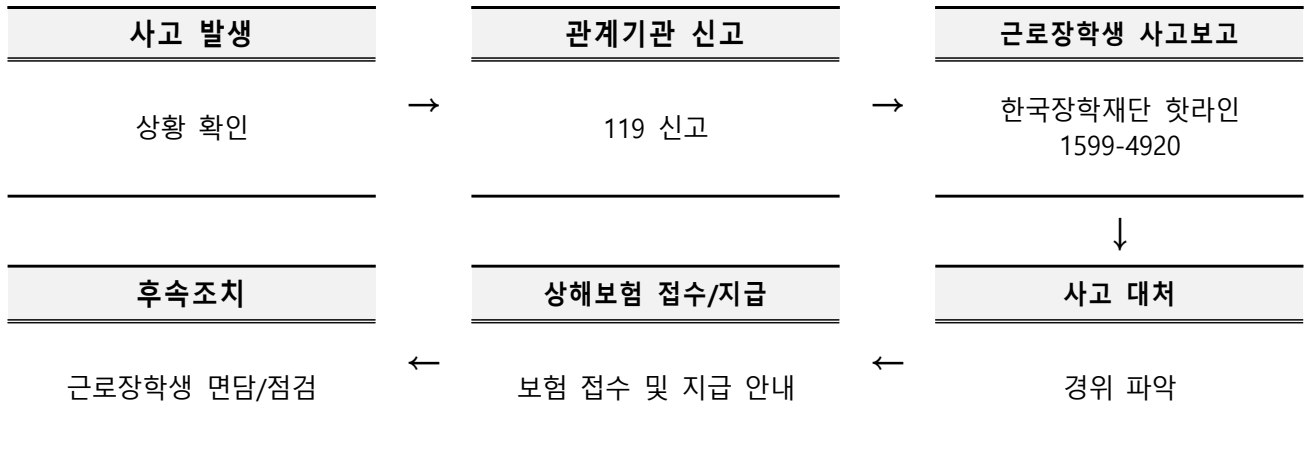 사고 발생
상황 확인
→
관계기관 신고
119 신고
→
근로장학생 사고보고
한국장학재단 핫라인
1599-4920
↓
사고 대처
경위 파악
←
상해보험 접수/지급
보험 접수 및 지급 안내
←
후속조치
근로장학생 면담/점검